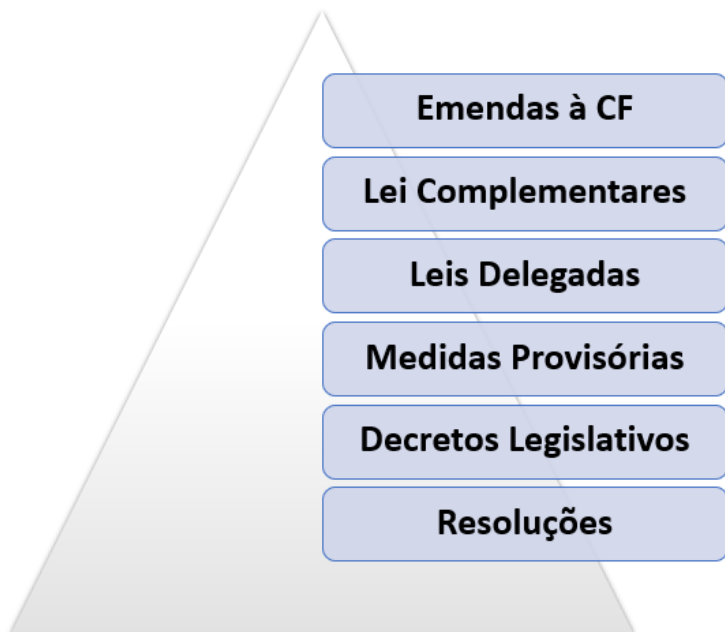 Emendas à CF
Lei Complementares
Leis Delegadas
Medidas Provisórias
Decretos Legislativos
Resoluções